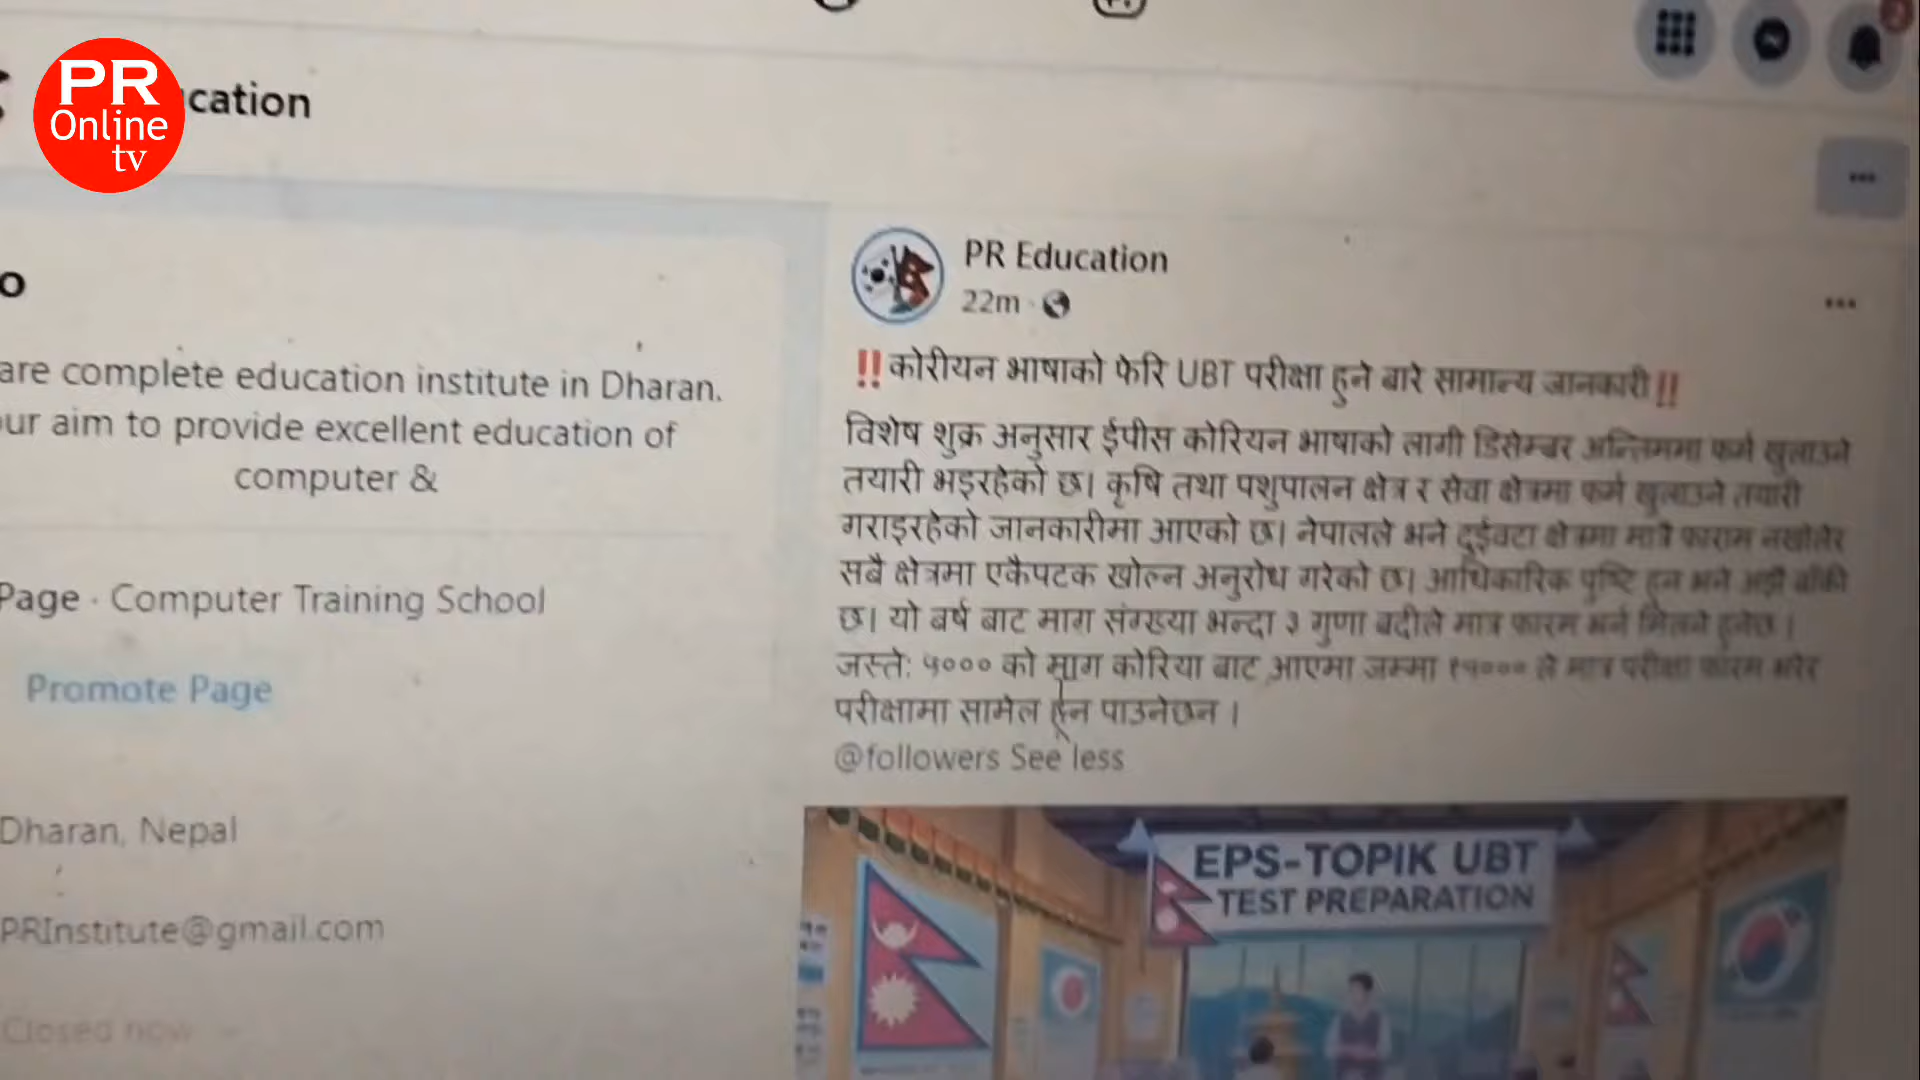 PR
Online
tv
cation
o
are complete education institute in Dharan.
ur aim to provide excellent education of
computer &
Page · Computer Training School
Promote Page
Dharan, Nepal
PRInstitute@gmail.com
Closed now
PR Education
22m
‼️कोरीयन भाषाको फेरि UBT परीक्षा हुने बारे सामान्य जानकारी‼️
विशेष शुक्र अनुसार ईपीस कोरियन भाषाको लागी डिसेम्बर अन्तिममा फर्म खुलाउने
तयारी भइरहेको छ। कृषि तथा पशुपालन क्षेत्र र सेवा क्षेत्रमा फर्म खुलाउने तयारी
गराइरहेको जानकारीमा आएको छ। नेपालले भने दुईवटा क्षेत्रमा मात्रै फाराम नखोलेर
सबै क्षेत्रमा एकैपटक खोल्न अनुरोध गरेको छ। आधिकारिक पुष्टि हुन भने अझै बाँकी
छ। यो बर्ष बाट माग संग्ख्या भन्दा ३ गुणा बढीले मात्र फारम भर्न मिल्ने हुनेछ ।
जस्ते: ५००० को माग कोरिया बाट आएमा जम्मा १५००० ले मात्र परीक्षा फारम भरेर
परीक्षामा सामेल हून पाउनेछन ।
@followers See less
EPS-TOPIK UBT
TEST PREPARATION